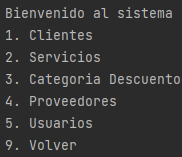 Bienvenido al sistema
1. Clientes
2. Servicios
3. Categoria Descuento
4. Proveedores
5. Usuarios
9. Volver